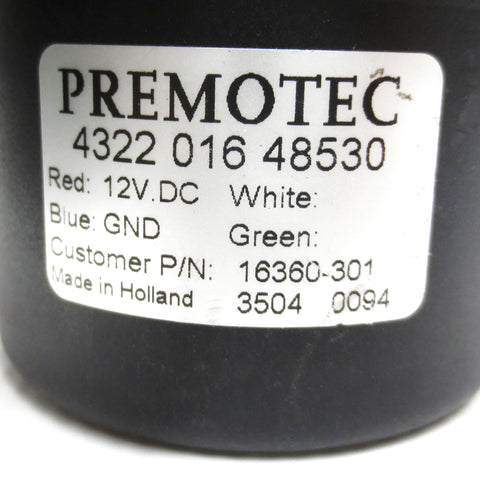 PREMOTEC
4322 016 48530
Red: 12V.DC White:
Blue: GND Green:
Customer P/N: 16360-301
Made in Holland 3504 0094